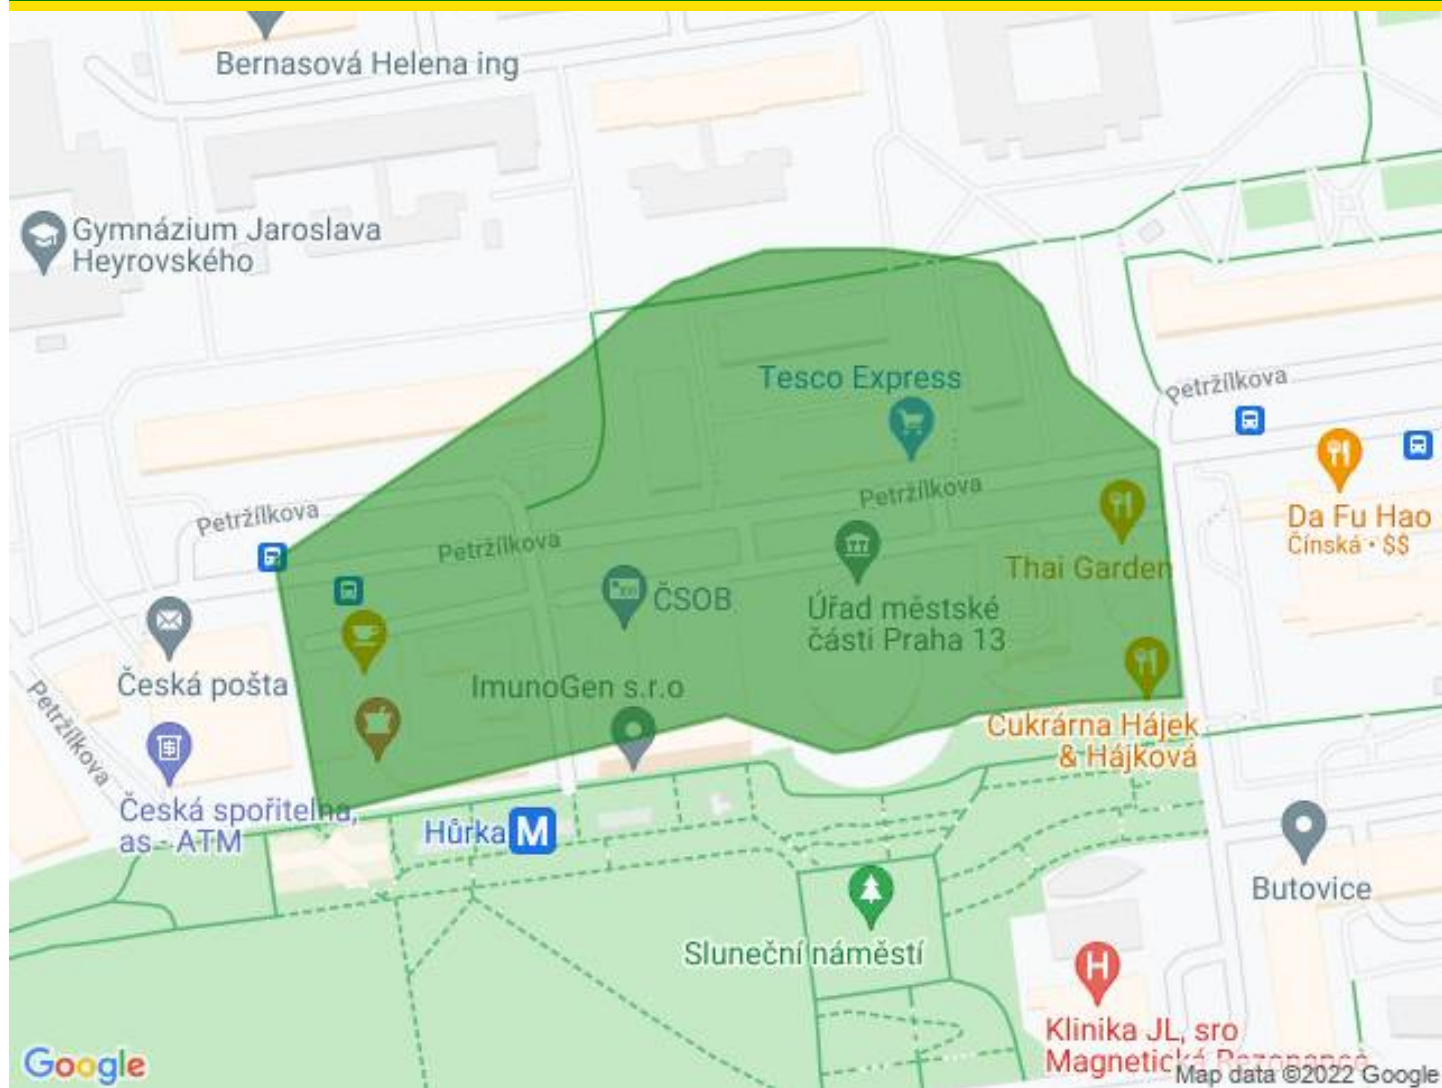 Bernasová Helena ing
Gymnázium Jaroslava
Heyrovského
Tesco Express
Petržílkova
Petržílkova
Petržílkova
Petržílkova
Da Fu Hao
Čínská • $$
Thai Garden
ČSOB
Úřad městské
části Praha 13
Česká pošta
ImunoGen s.r.o
Petržílkova
Cukrárna Hájek
& Hájková
Česká spořitelna,
as - ATM
Hůrka M
Butovice
Sluneční náměstí
H
Klinika JL, sro
Magnetická Rezonance
Google
Map data ©2022 Google